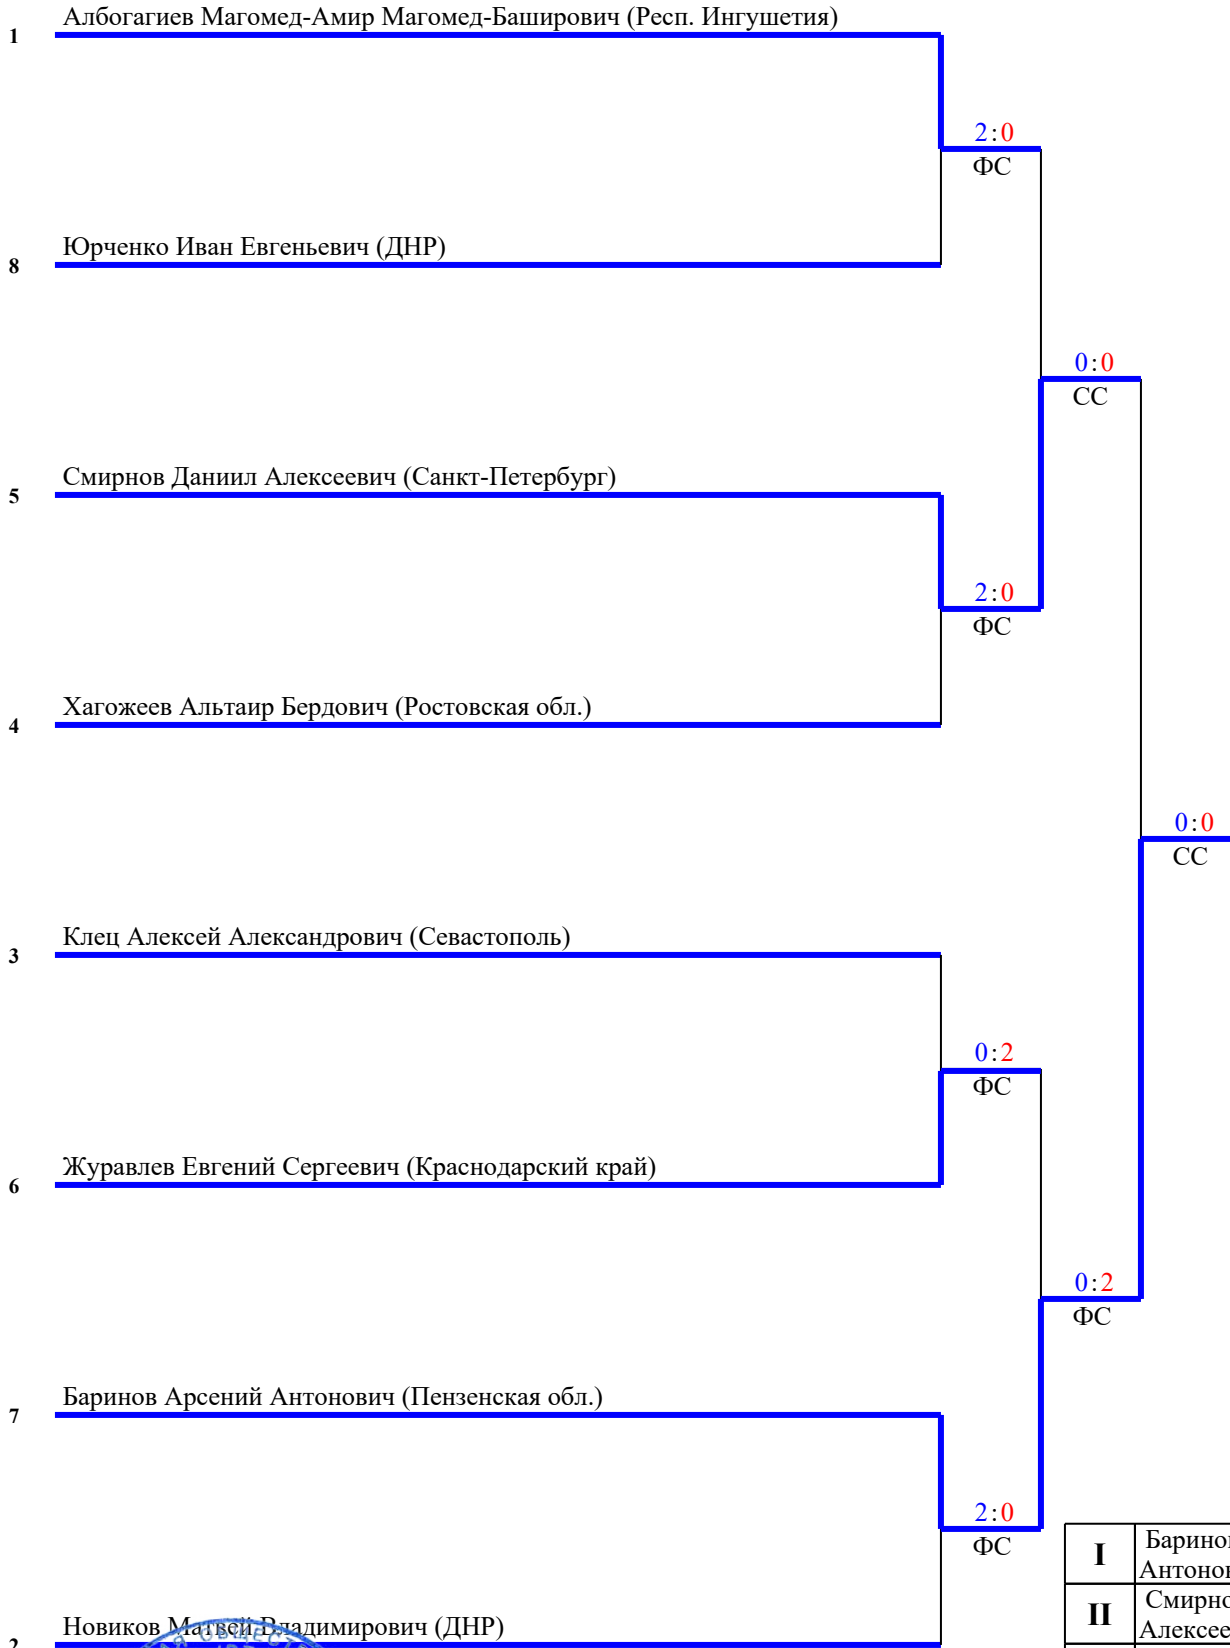 Албогагиев Магомед-Амир Магомед-Баширович (Респ. Ингушетия)
1
2:0
ФС
Юрченко Иван Евгеньевич (ДНР)
8
0:0
СС
Смирнов Даниил Алексеевич (Санкт-Петербург)
5
2:0
ФС
Хагожеев Альтаир Бердович (Ростовская обл.)
4
0:0
СС
Клец Алексей Александрович (Севастополь)
3
0:2
ФС
Журавлев Евгений Сергеевич (Краснодарский край)
6
0:2
ФС
Баринов Арсений Антонович (Пензенская обл.)
7
2:0
ФС
I
Новиков Матвей Владимирович (ДНР)
2
II